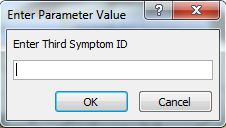 Enter Parameter Value
?
Enter Third Symptom ID
OK Cancel